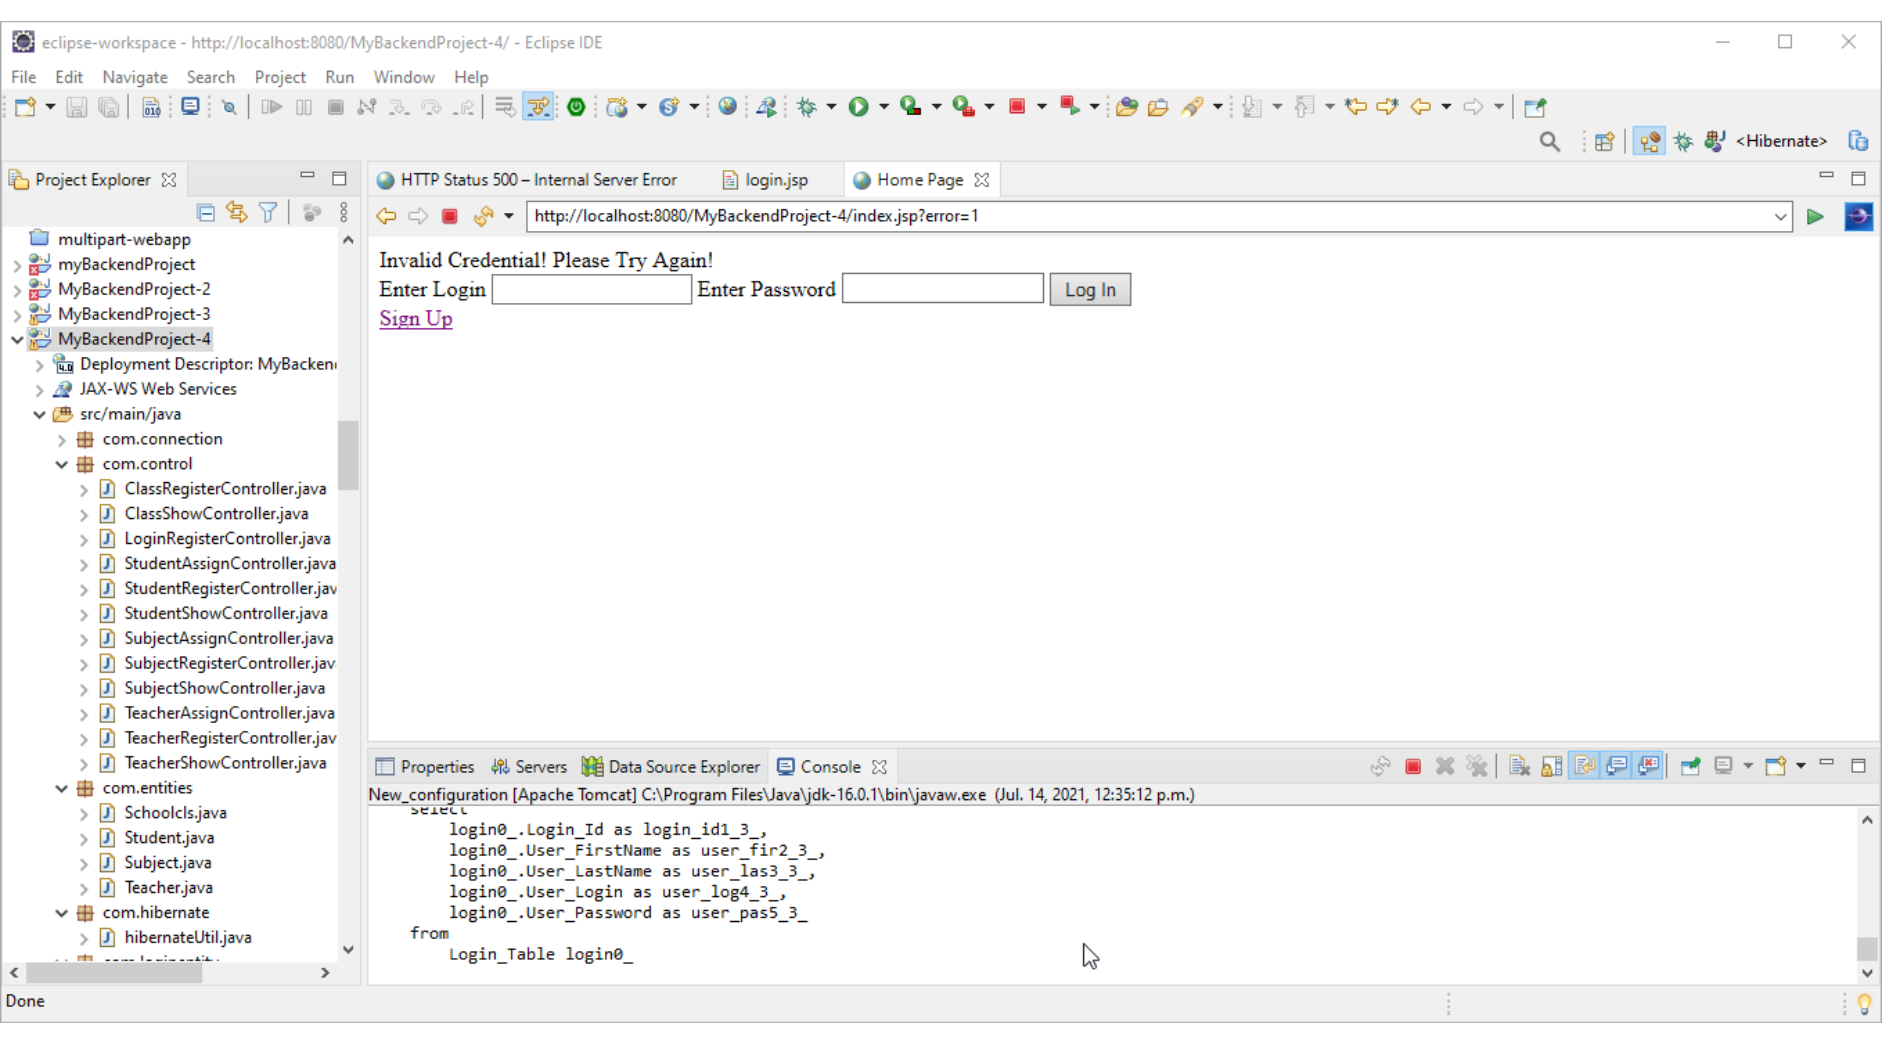 eclipse-workspace - http://localhost:8080/MyBackendProject-4/ - Eclipse IDE
File Edit Navigate Search Project Run Window Help
<Hibernate>
Project Explorer
HTTP Status 500 – Internal Server Error
login.jsp
Home Page
http://localhost:8080/MyBackendProject-4/index.jsp?error=1
multipart-webapp
myBackendProject
MyBackendProject-2
MyBackendProject-3
MyBackendProject-4
Deployment Descriptor: MyBacken
JAX-WS Web Services
src/main/java
com.connection
com.control
ClassRegisterController.java
ClassShowController.java
LoginRegisterController.java
StudentAssignController.java
StudentRegisterController.jav
StudentShowController.java
SubjectAssignController.java
SubjectRegisterController.jav
SubjectShowController.java
TeacherAssignController.java
TeacherRegisterController.jav
TeacherShowController.java
com.entities
Schoolcls.java
Student.java
Subject.java
Teacher.java
com.hibernate
hibernateUtil.java
Invalid Credential! Please Try Again!
Enter Login Enter Password Log In
Sign Up
Properties Servers Data Source Explorer Console
New_configuration [Apache Tomcat] C:\Program Files\Java\jdk-16.0.1\bin\javaw.exe (Jul. 14, 2021, 12:35:12 p.m.)
select
login0_.Login_Id as login_id1_3_,
login0_.User_FirstName as user_fir2_3_,
login0_.User_LastName as user_las3_3_,
login0_.User_Login as user_log4_3_,
login0_.User_Password as user_pas5_3_
from
Login_Table login0_
Done